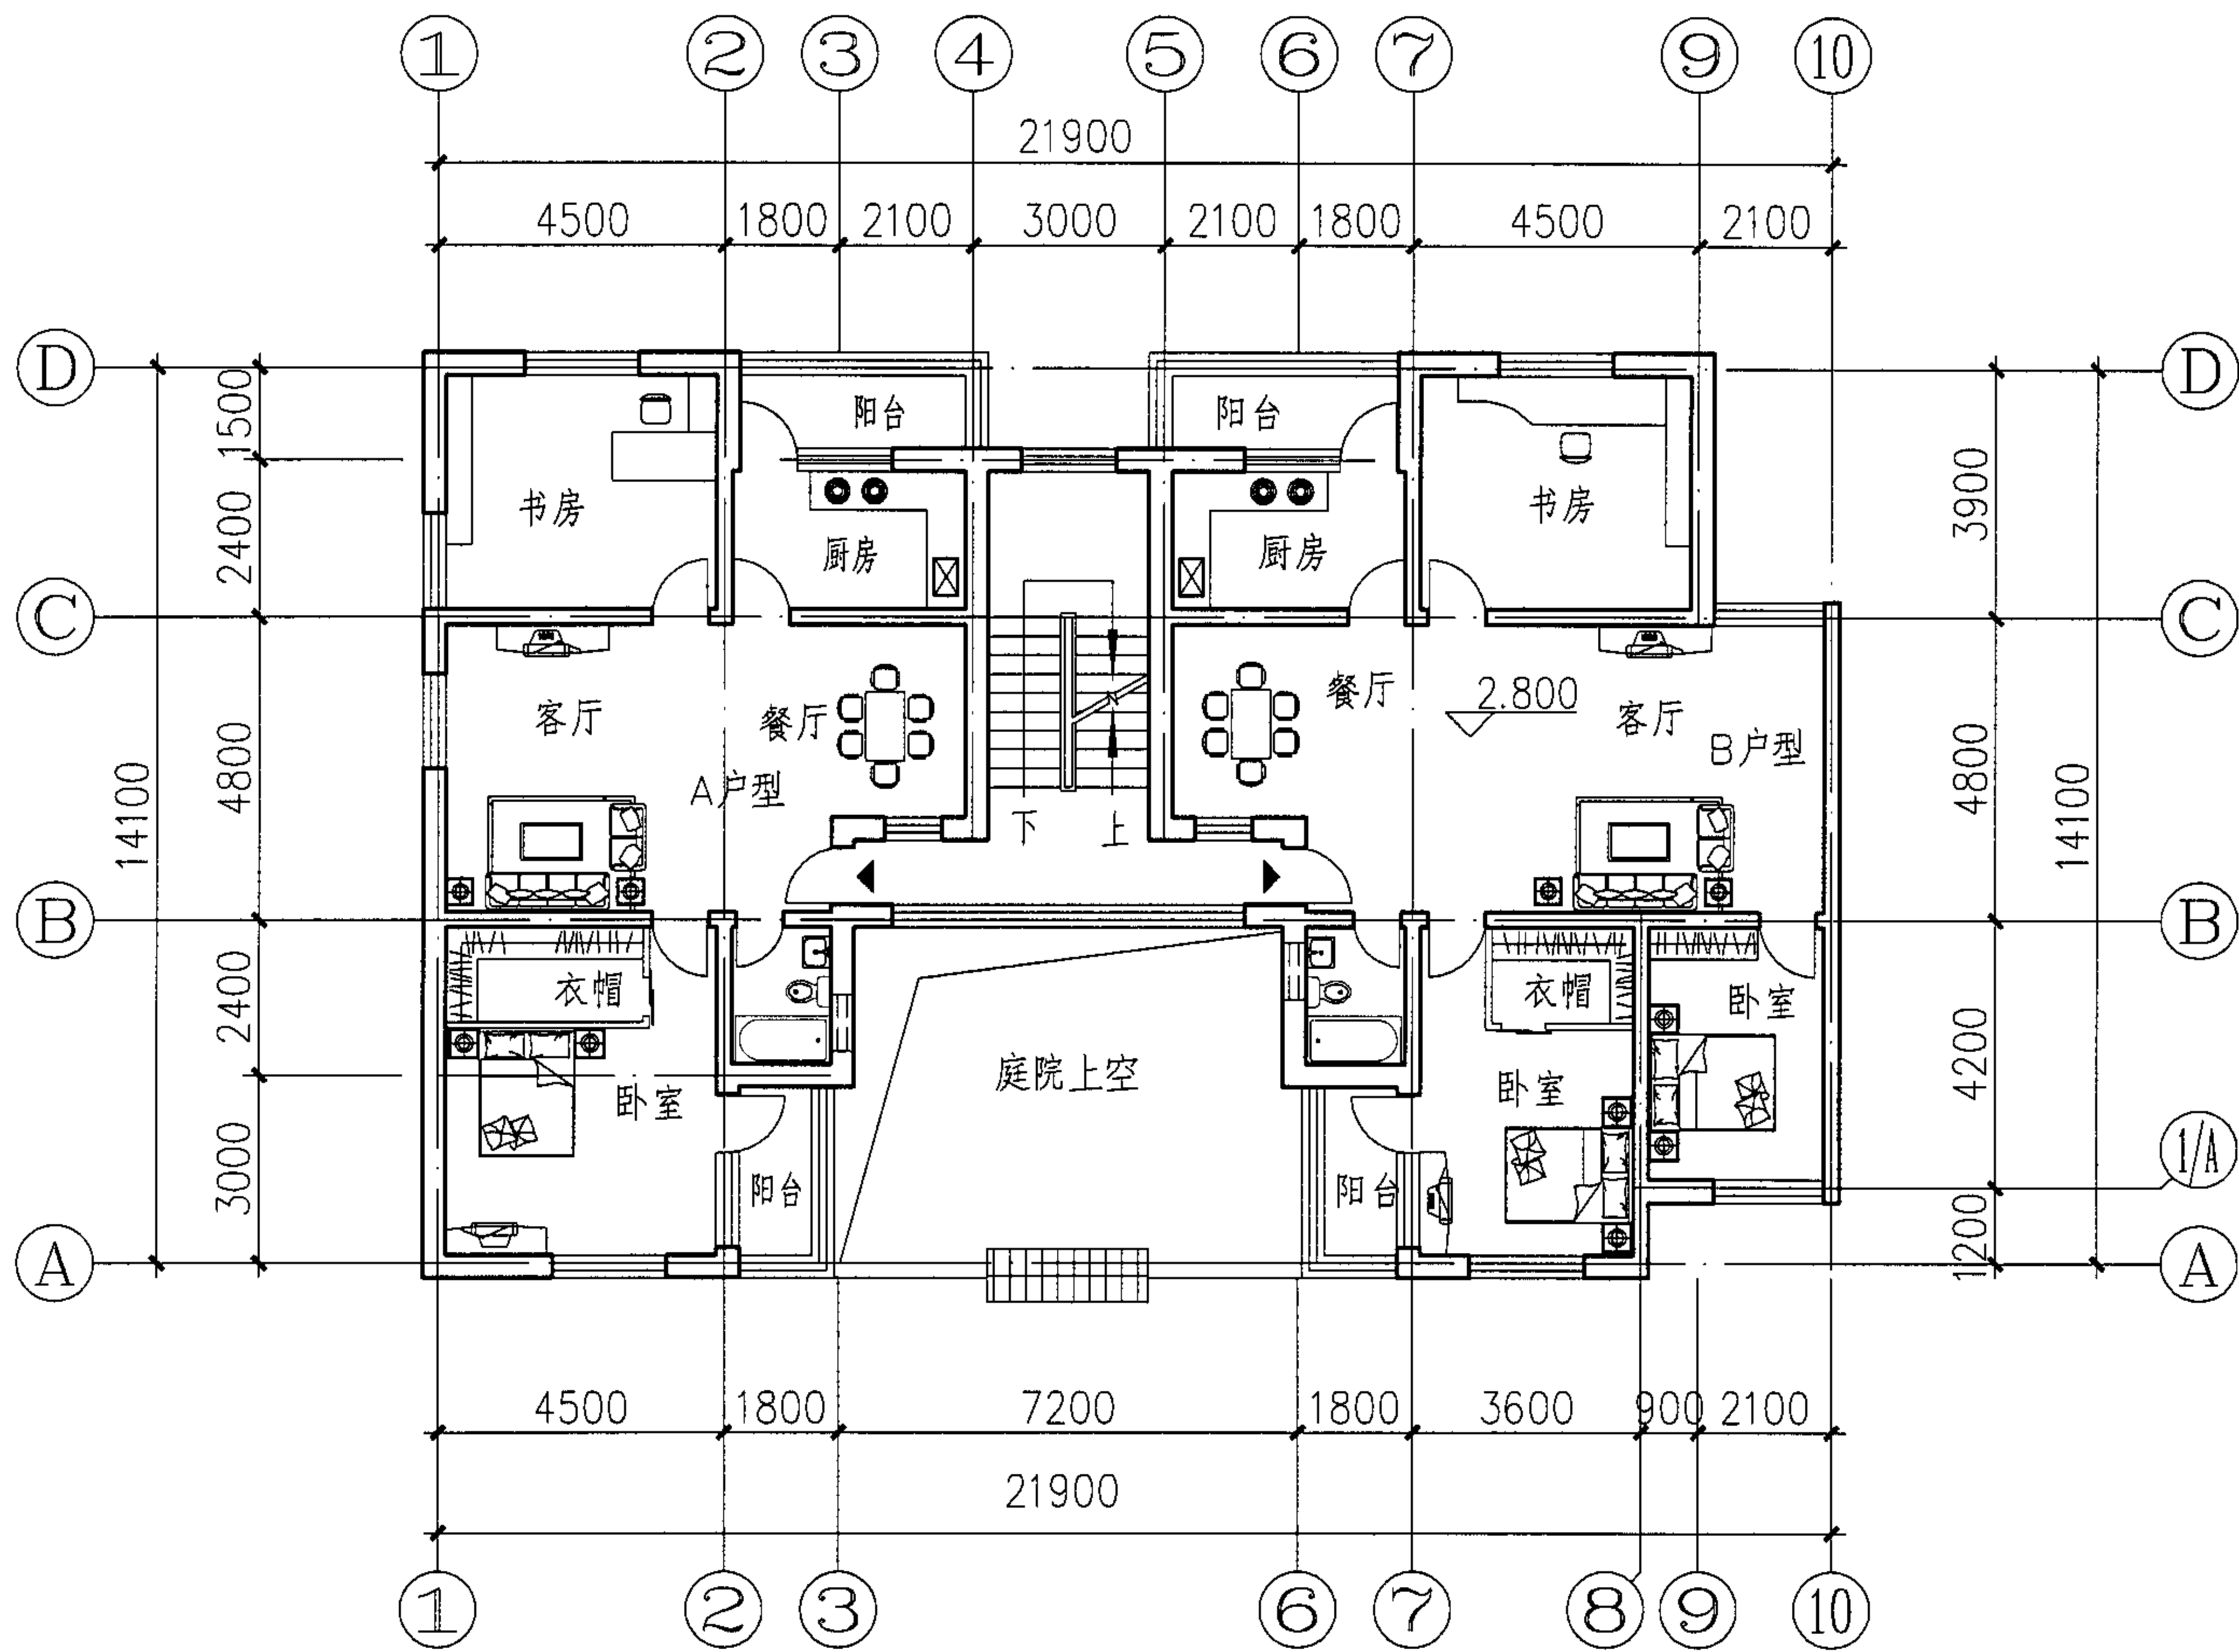 1 2 3 4 5 6 7 9 10
21900
4500 1800 2100 3000 2100 1800 4500 2100
D D
1500
阳台 阳台
2400 书房 厨房 厨房 书房 3900
C C
客厅 餐厅 餐厅 2.800 客厅
B户型
A户型
4800 4800
14100 14100
下 上
B B
2400 衣帽 衣帽 卧室
4200
卧室 庭院上空 卧室
3000 阳台 阳台 1/A
1200
A A
4500 1800 7200 1800 3600 900 2100
21900
1 2 3 6 7 8 9 10